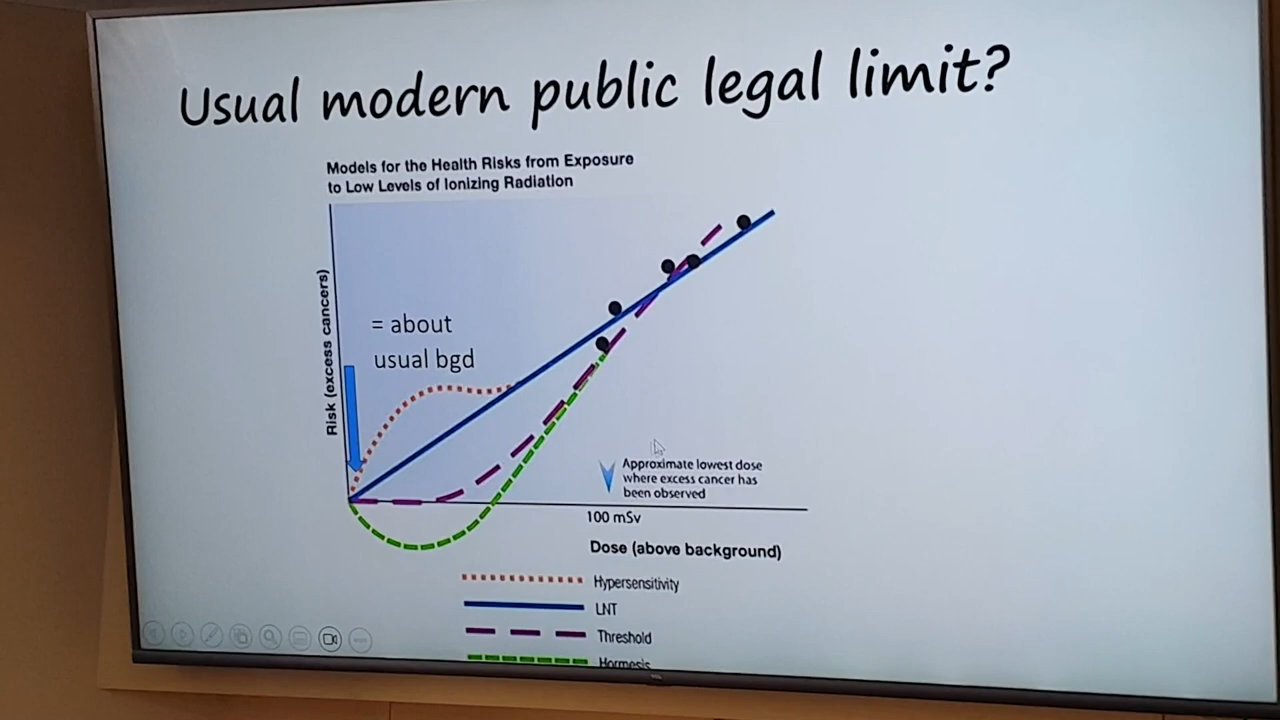 Usual modern public legal limit?
Models for the Health Risks from Exposure
to Low Levels of Ionizing Radiation
Risk (excess cancers)
= about
usual bgd
Approximate lowest dose
where excess cancer has
been observed
100 mSv
Dose (above background)
Hypersensitivity
LNT
Threshold
Hormesis